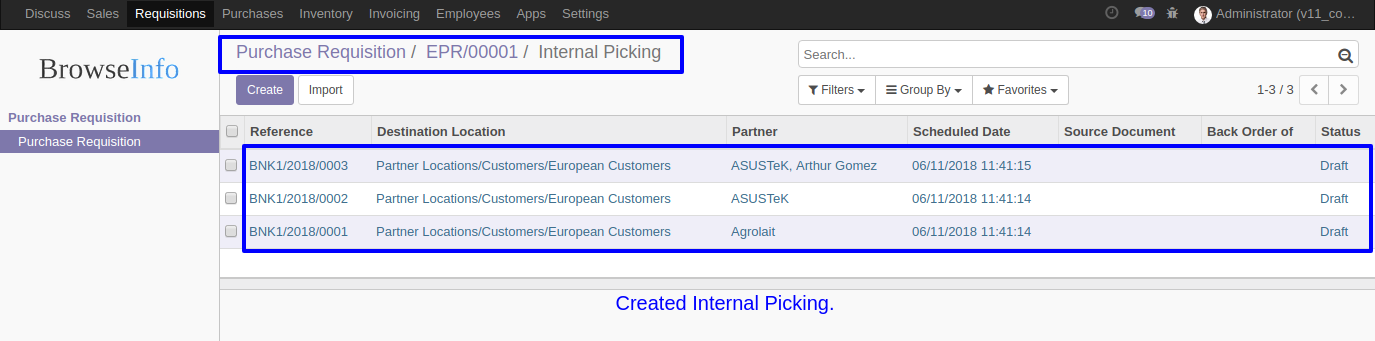 Discuss Sales Requisitions Purchases Inventory Invoicing Employees Apps Settings 10 Administrator (v11_co…
BrowseInfo
Purchase Requisition
Purchase Requisition
Purchase Requisition / EPR/00001 / Internal Picking
Search...
Create Import
Filters Group By Favorites 1-3 / 3
Reference Destination Location Partner Scheduled Date Source Document Back Order of Status
BNK1/2018/0003 Partner Locations/Customers/European Customers ASUSTeK, Arthur Gomez 06/11/2018 11:41:15 Draft
BNK1/2018/0002 Partner Locations/Customers/European Customers ASUSTeK 06/11/2018 11:41:14 Draft
BNK1/2018/0001 Partner Locations/Customers/European Customers Agrolait 06/11/2018 11:41:14 Draft
Created Internal Picking.